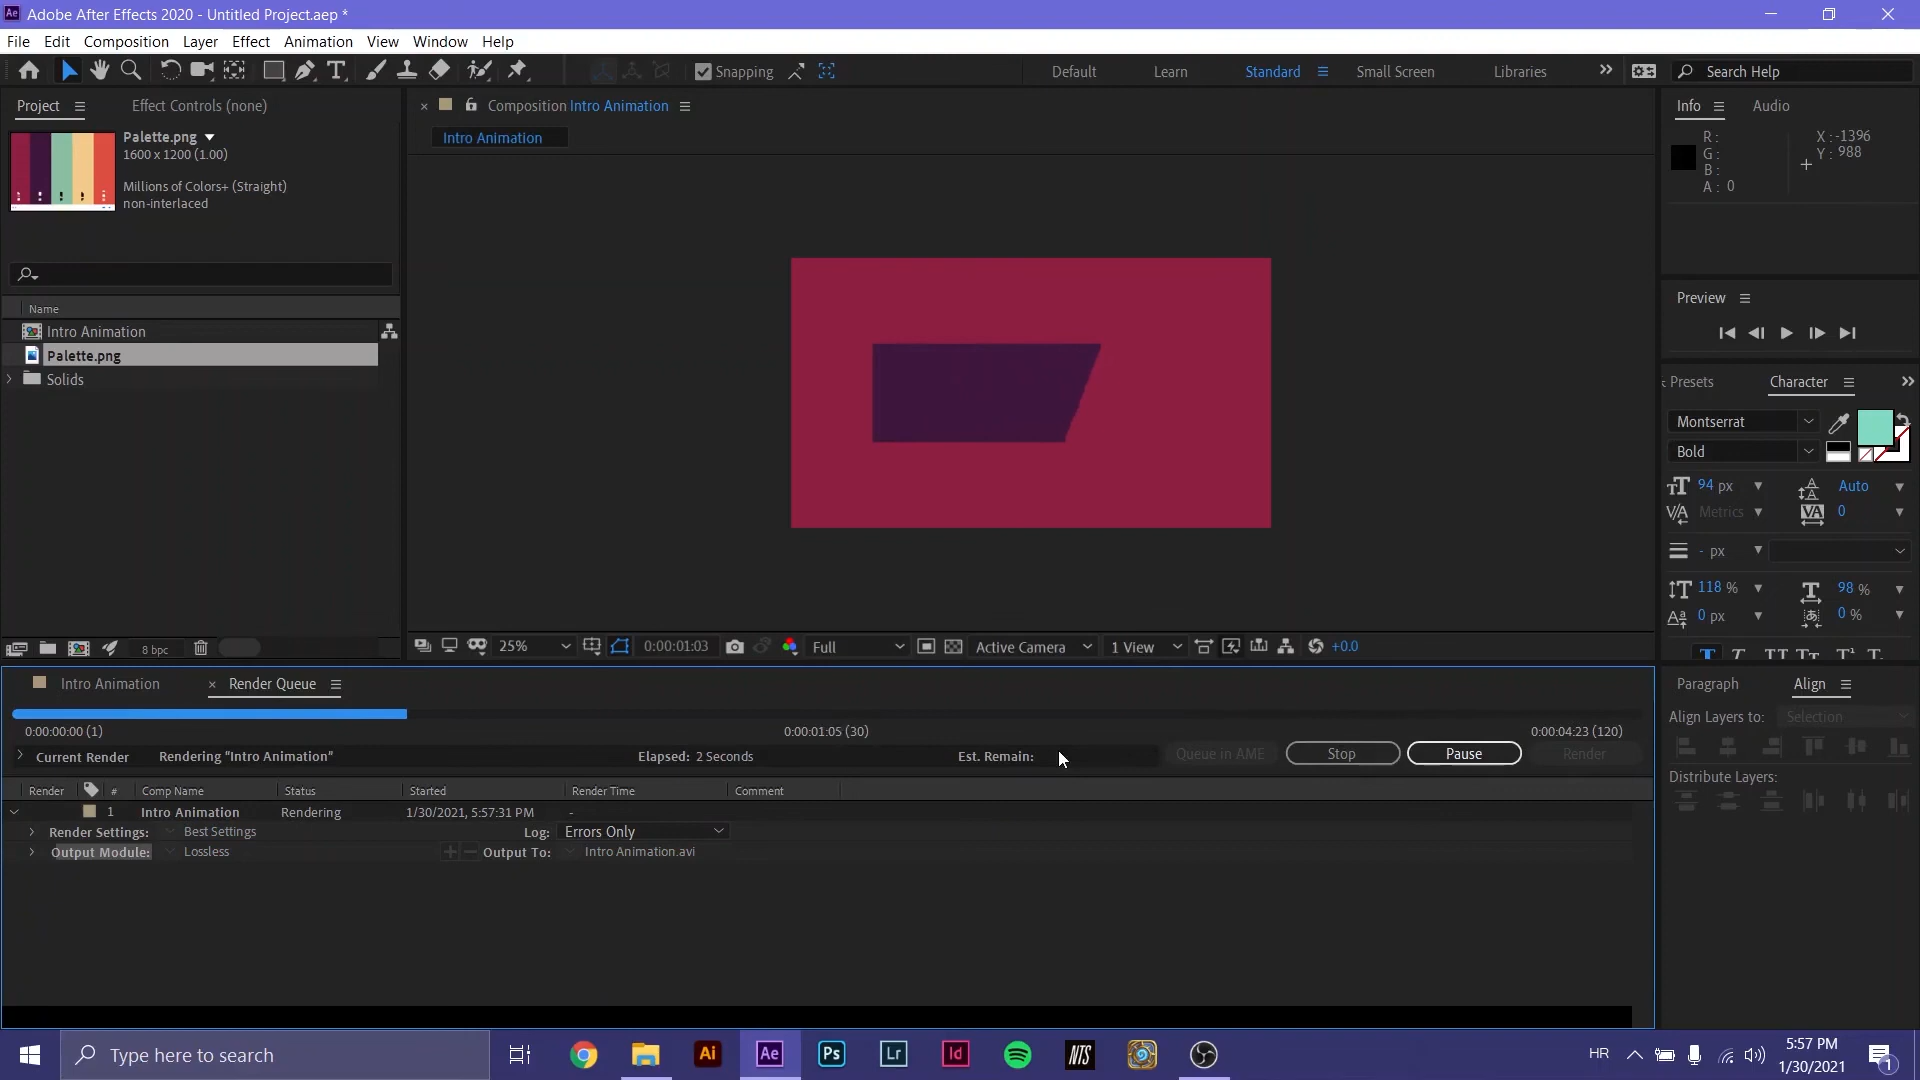 Adobe After Effects 2020 - Untitled Project.aep *
File Edit Composition Layer Effect Animation View Window Help
Snapping Default Learn Standard Small Screen Libraries Search Help
Project Effect Controls (none)
Palette.png
1600 x 1200 (1.00)
Millions of Colors+ (Straight)
non-interlaced
Name
Intro Animation
Palette.png
Solids
8 bpc
Composition Intro Animation
Intro Animation
25% 0:00:01:03 Full Active Camera 1 View +0.0
Info Audio
R :
G :
B :
A : 0
X : -1396
Y : 988
Preview
Presets Character
Montserrat
Bold
94 px Auto
Metrics 0
- px
118 % 98 %
0 px 0 %
Intro Animation Render Queue
0:00:00:00 (1) 0:00:01:05 (30) 0:00:04:23 (120)
Current Render Rendering “Intro Animation” Elapsed: 2 Seconds Est. Remain: Queue in AME Stop Pause Render
Render # Comp Name Status Started Render Time Comment
1 Intro Animation Rendering 1/30/2021, 5:57:31 PM -
Render Settings: Best Settings Log: Errors Only
Output Module: Lossless Output To: Intro Animation.avi
Paragraph Align
Align Layers to: Selection
Distribute Layers:
Type here to search
Ai Ae Ps Lr Id NTS
HR 5:57 PM
1/30/2021
1